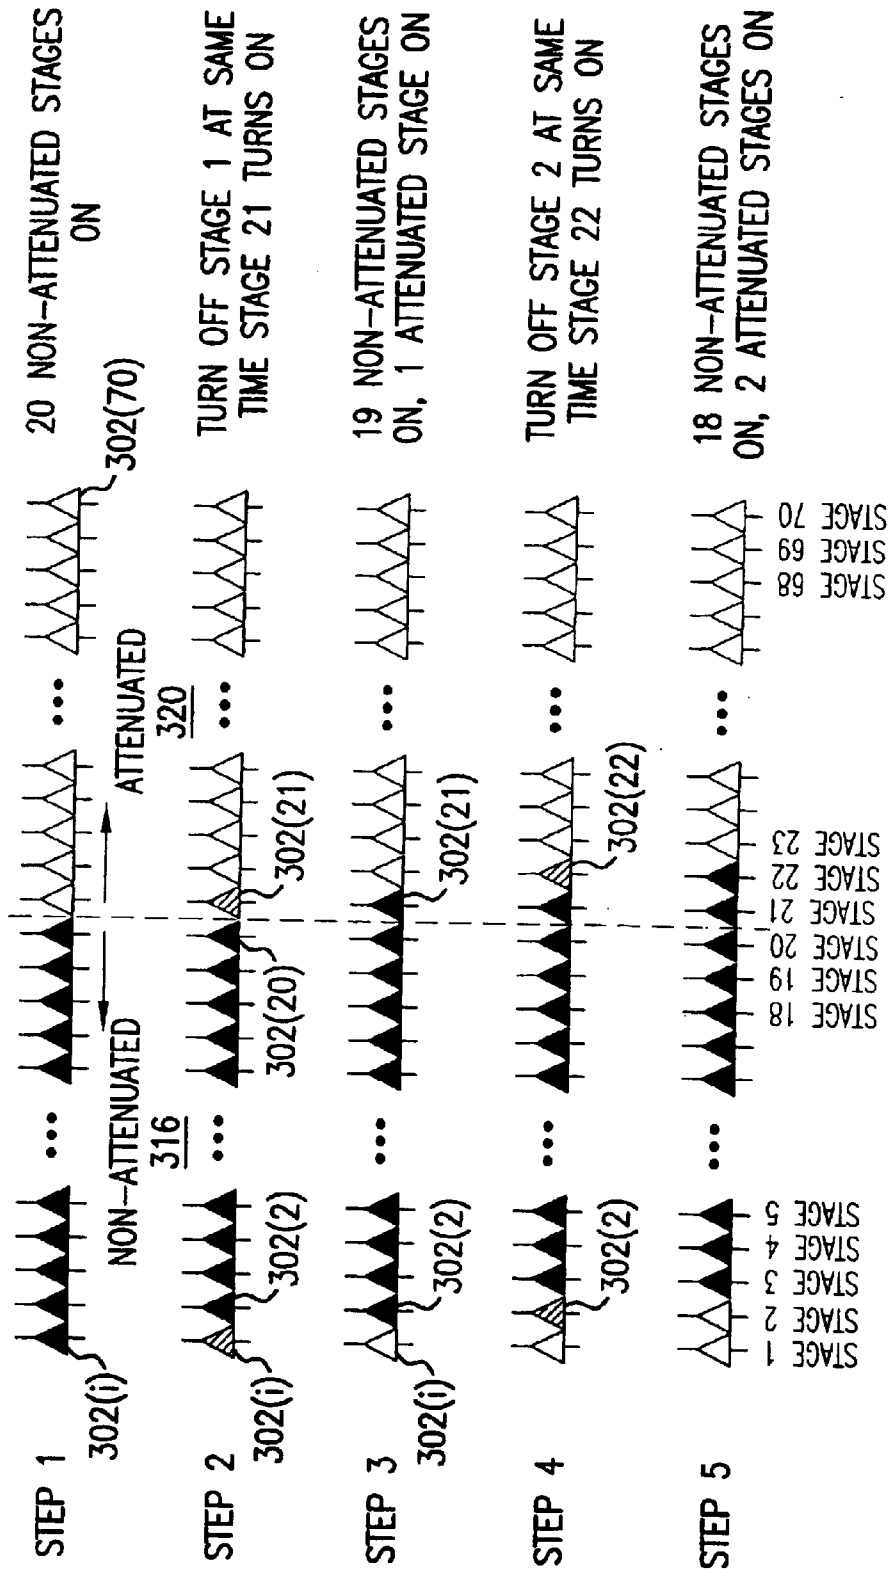 STEP 1
302(i)
NON-ATTENUATED
ATTENUATED
302(70)
20 NON-ATTENUATED STAGES
ON
STEP 2
302(i)
302(2)
316
302(20)
302(21)
320
TURN OFF STAGE 1 AT SAME
TIME STAGE 21 TURNS ON
STEP 3
302(i)
302(2)
302(21)
19 NON-ATTENUATED STAGES
ON, 1 ATTENUATED STAGE ON
STEP 4
302(2)
302(22)
TURN OFF STAGE 2 AT SAME
TIME STAGE 22 TURNS ON
STEP 5
18 NON-ATTENUATED STAGES
ON, 2 ATTENUATED STAGES ON
STAGE 1
STAGE 2
STAGE 3
STAGE 4
STAGE 5
STAGE 18
STAGE 19
STAGE 20
STAGE 21
STAGE 22
STAGE 23
STAGE 68
STAGE 69
STAGE 70